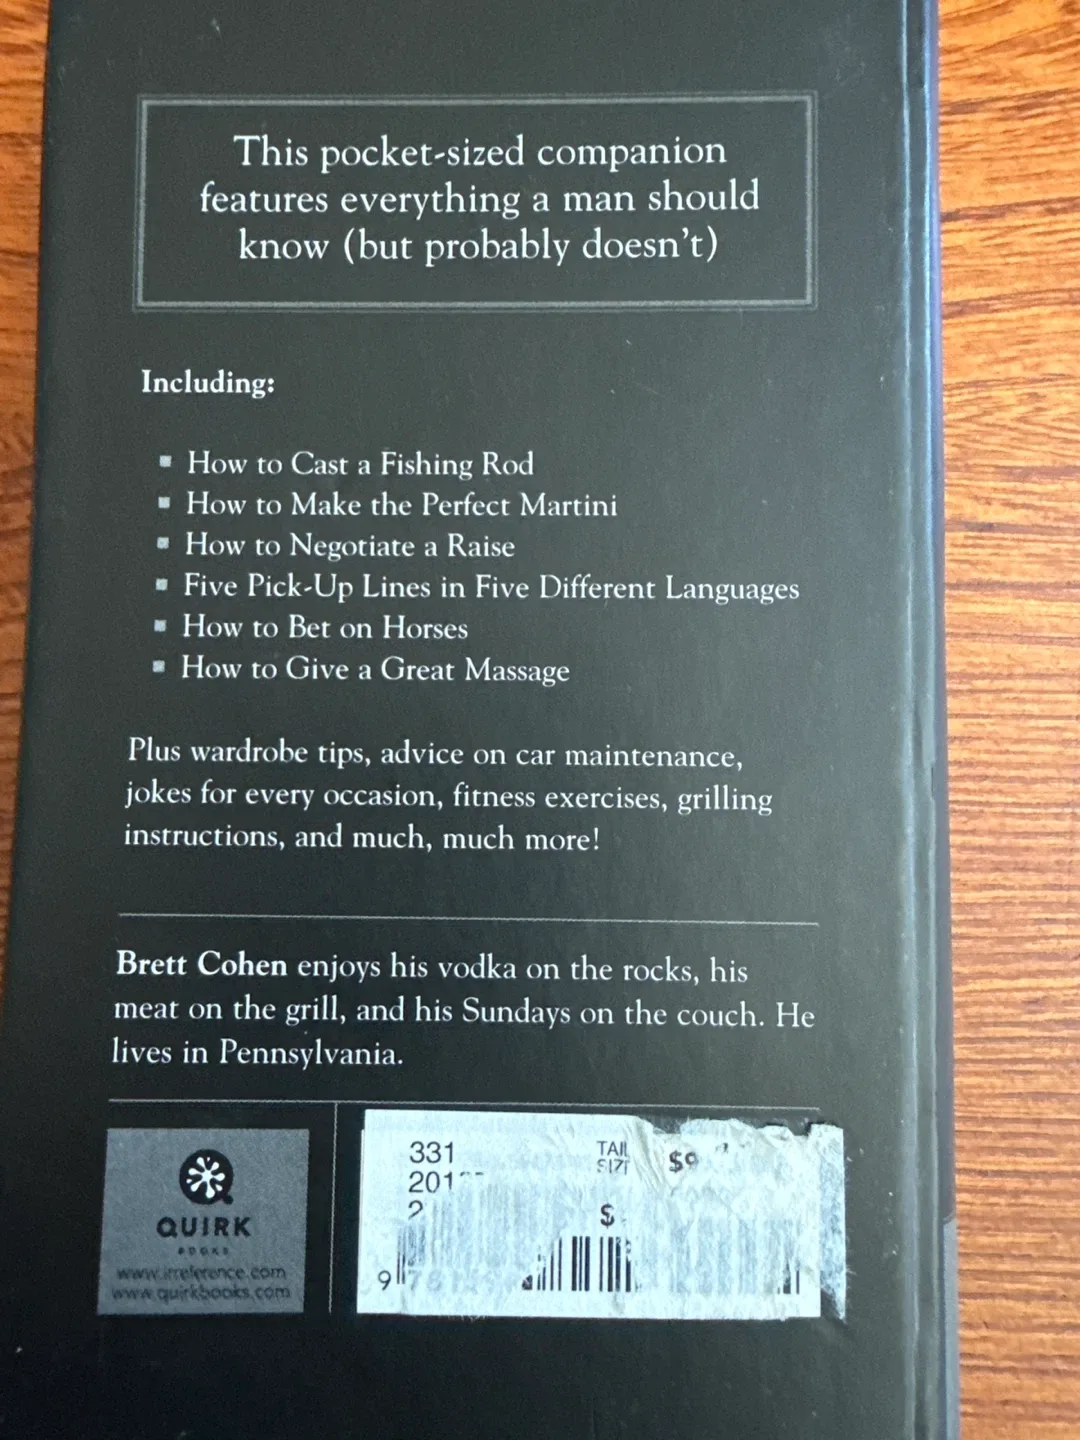 This pocket-sized companion
features everything a man should
know (but probably doesn't)
Including:
▪ How to Cast a Fishing Rod
▪ How to Make the Perfect Martini
▪ How to Negotiate a Raise
▪ Five Pick-Up Lines in Five Different Languages
▪ How to Bet on Horses
▪ How to Give a Great Massage
Plus wardrobe tips, advice on car maintenance,
jokes for every occasion, fitness exercises, grilling
instructions, and much, much more!
Brett Cohen enjoys his vodka on the rocks, his
meat on the grill, and his Sundays on the couch. He
lives in Pennsylvania.
QUIRK
BOOKS
www.irreference.com
www.quirkbooks.com
331
TAIL
2
$